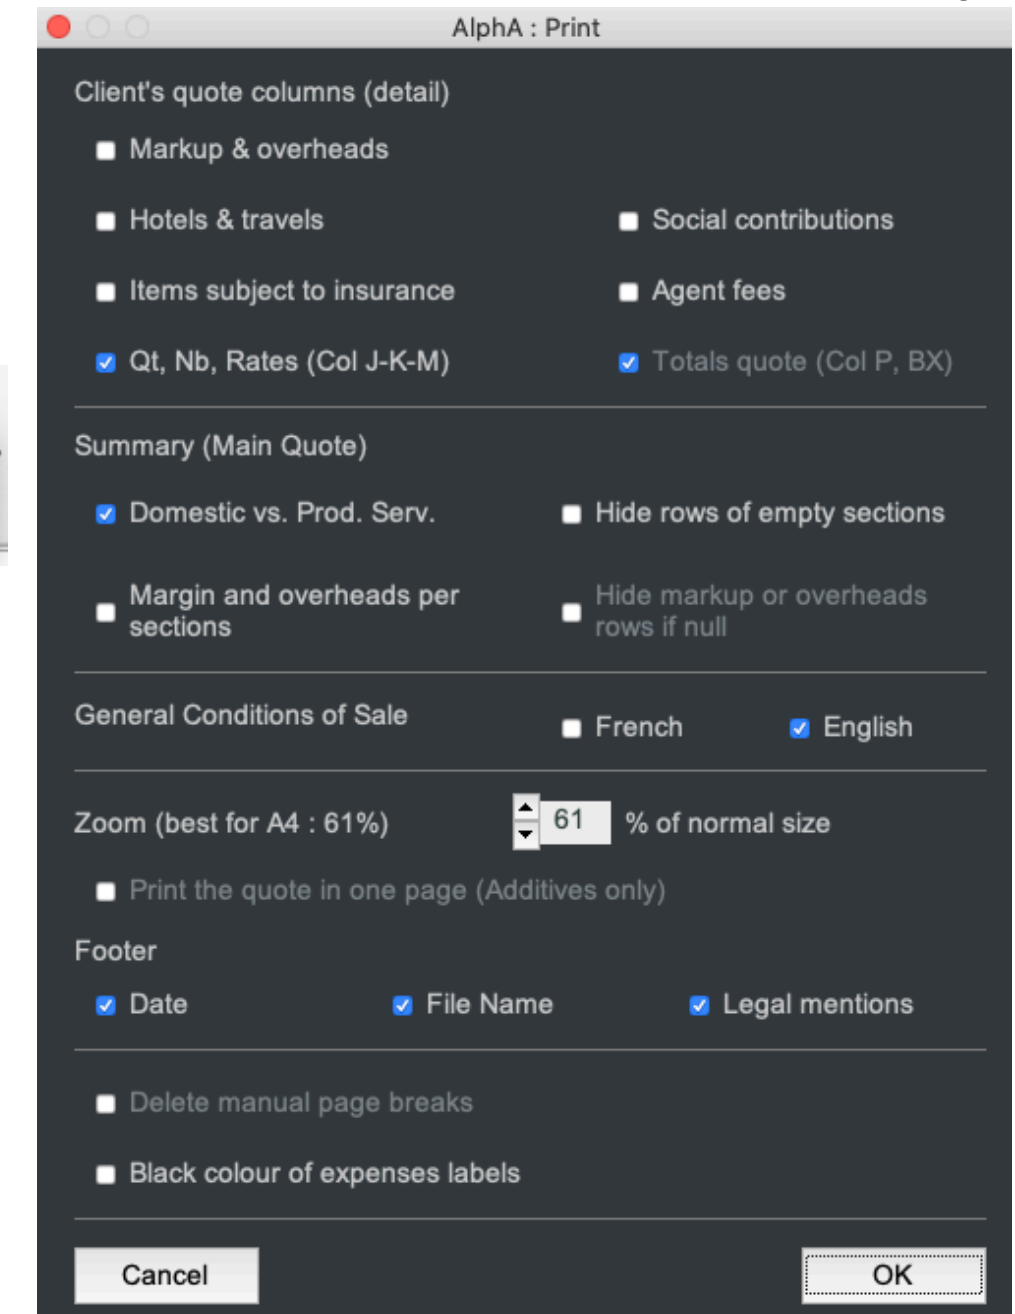 AlphA : Print
Client's quote columns (detail)
Markup & overheads
Hotels & travels
Social contributions
Items subject to insurance
Agent fees
Qt, Nb, Rates (Col J-K-M)
Totals quote (Col P, BX)
Summary (Main Quote)
Domestic vs. Prod. Serv.
Hide rows of empty sections
Margin and overheads per
sections
Hide markup or overheads
rows if null
General Conditions of Sale
French
English
Zoom (best for A4 : 61%)
61
% of normal size
Print the quote in one page (Additives only)
Footer
Date
File Name
Legal mentions
Delete manual page breaks
Black colour of expenses labels
Cancel
OK